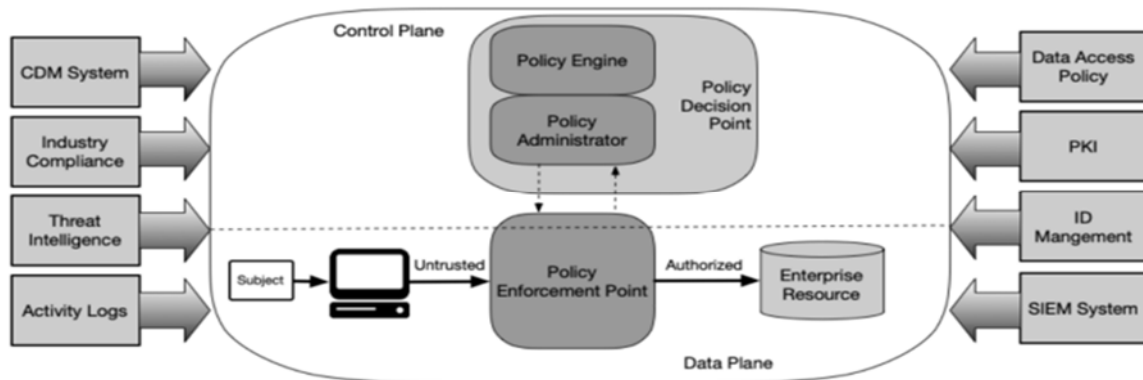 Control Plane
CDM System
Industry
Compliance
Threat
Intelligence
Activity Logs
Policy Engine
Policy
Administrator
Policy
Decision
Point
Subject
Untrusted
Policy
Enforcement Point
Authorized
Enterprise
Resource
Data Plane
Data Access
Policy
PKI
ID
Mangement
SIEM System